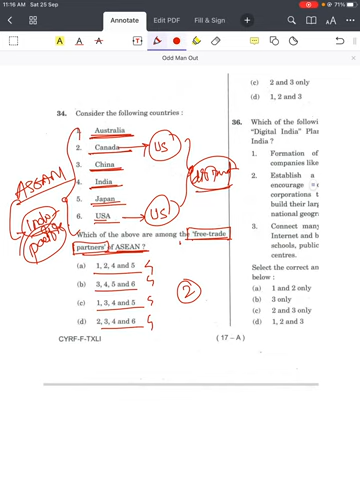 11:16 AM Sat 25 Sep
Annotate Prepare Fill & Sign
Odd Man Out
34. Consider the following countries :
1. Australia
2. Canada
3. China
4. India
5. Japan
6. USA
Which of the above are among the 'free-trade
partners' of ASEAN ?
(a) 1, 2, 4 and 5
(b) 3, 4, 5 and 6
(c) 1, 3, 4 and 5
(d) 2, 3, 4 and 6
CYRF-F-TXLI
ASEAN
Indo
pacific
US
US
2
(c) 2 and 3 only
(d) 1, 2 and 3
36. Which of the followi
"Digital India" Plan
India ?
1. Formation of
companies like
2. Establish a
encourage
corporations t
build their larg
national geogra
3. Connect many
Internet and b
schools, public
centres.
Select the correct an
below :
(a) 1 and 2 only
(b) 3 only
(c) 2 and 3 only
(d) 1, 2 and 3
( 17 – A )